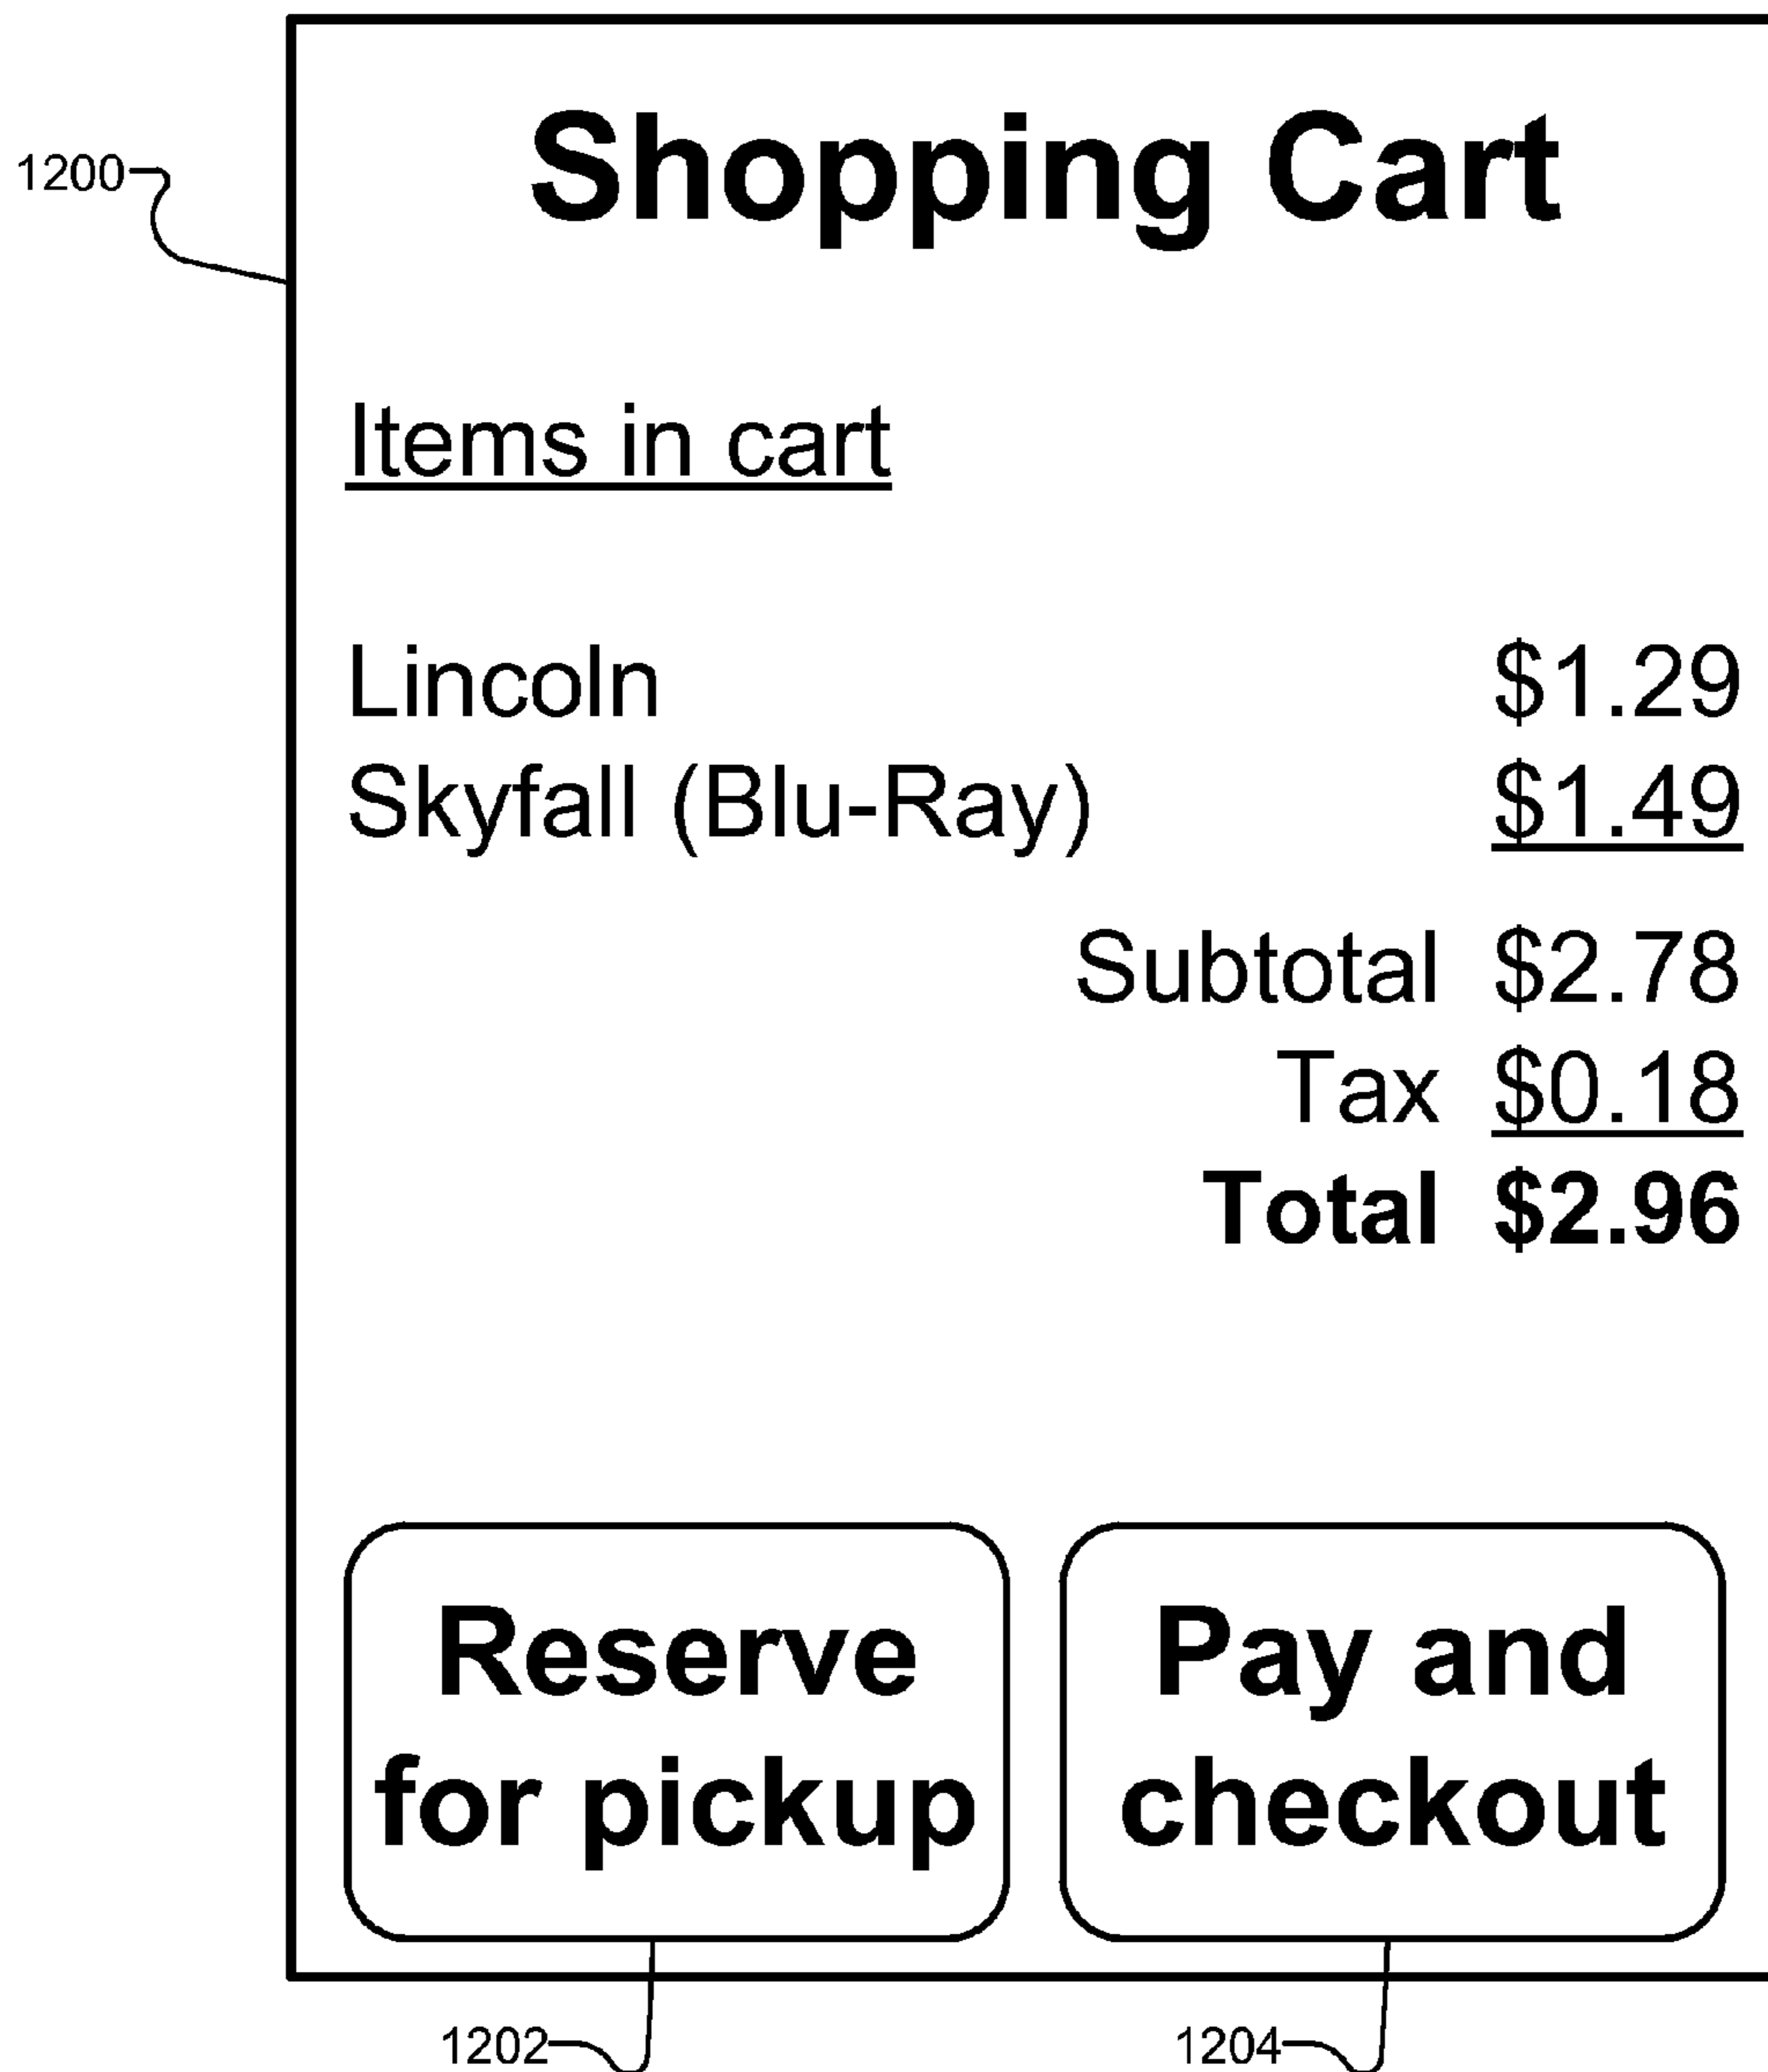 Shopping Cart
1200
Items in cart
Lincoln $1.29
Skyfall (Blu-Ray) $1.49
Subtotal $2.78
Tax $0.18
Total $2.96
Reserve for pickup
Pay and checkout
1202
1204